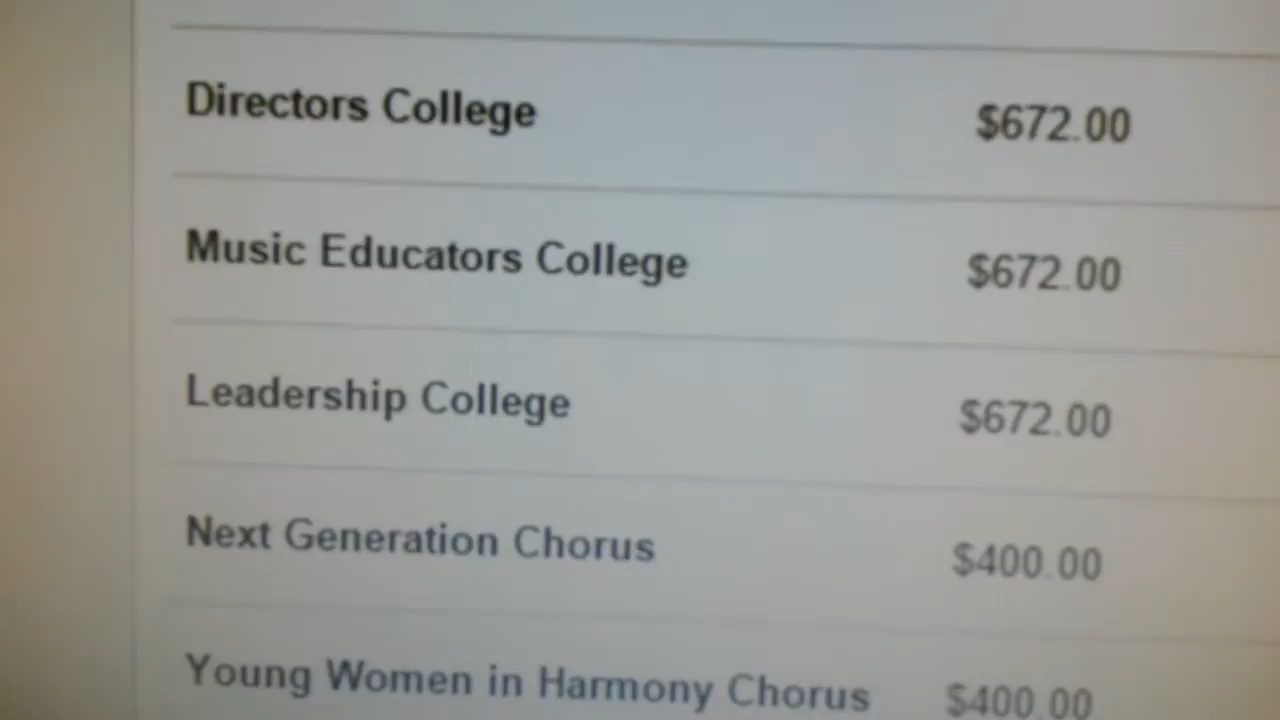 Directors College $672.00
Music Educators College $672.00
Leadership College $672.00
Next Generation Chorus $400.00
Young Women in Harmony Chorus $400.00